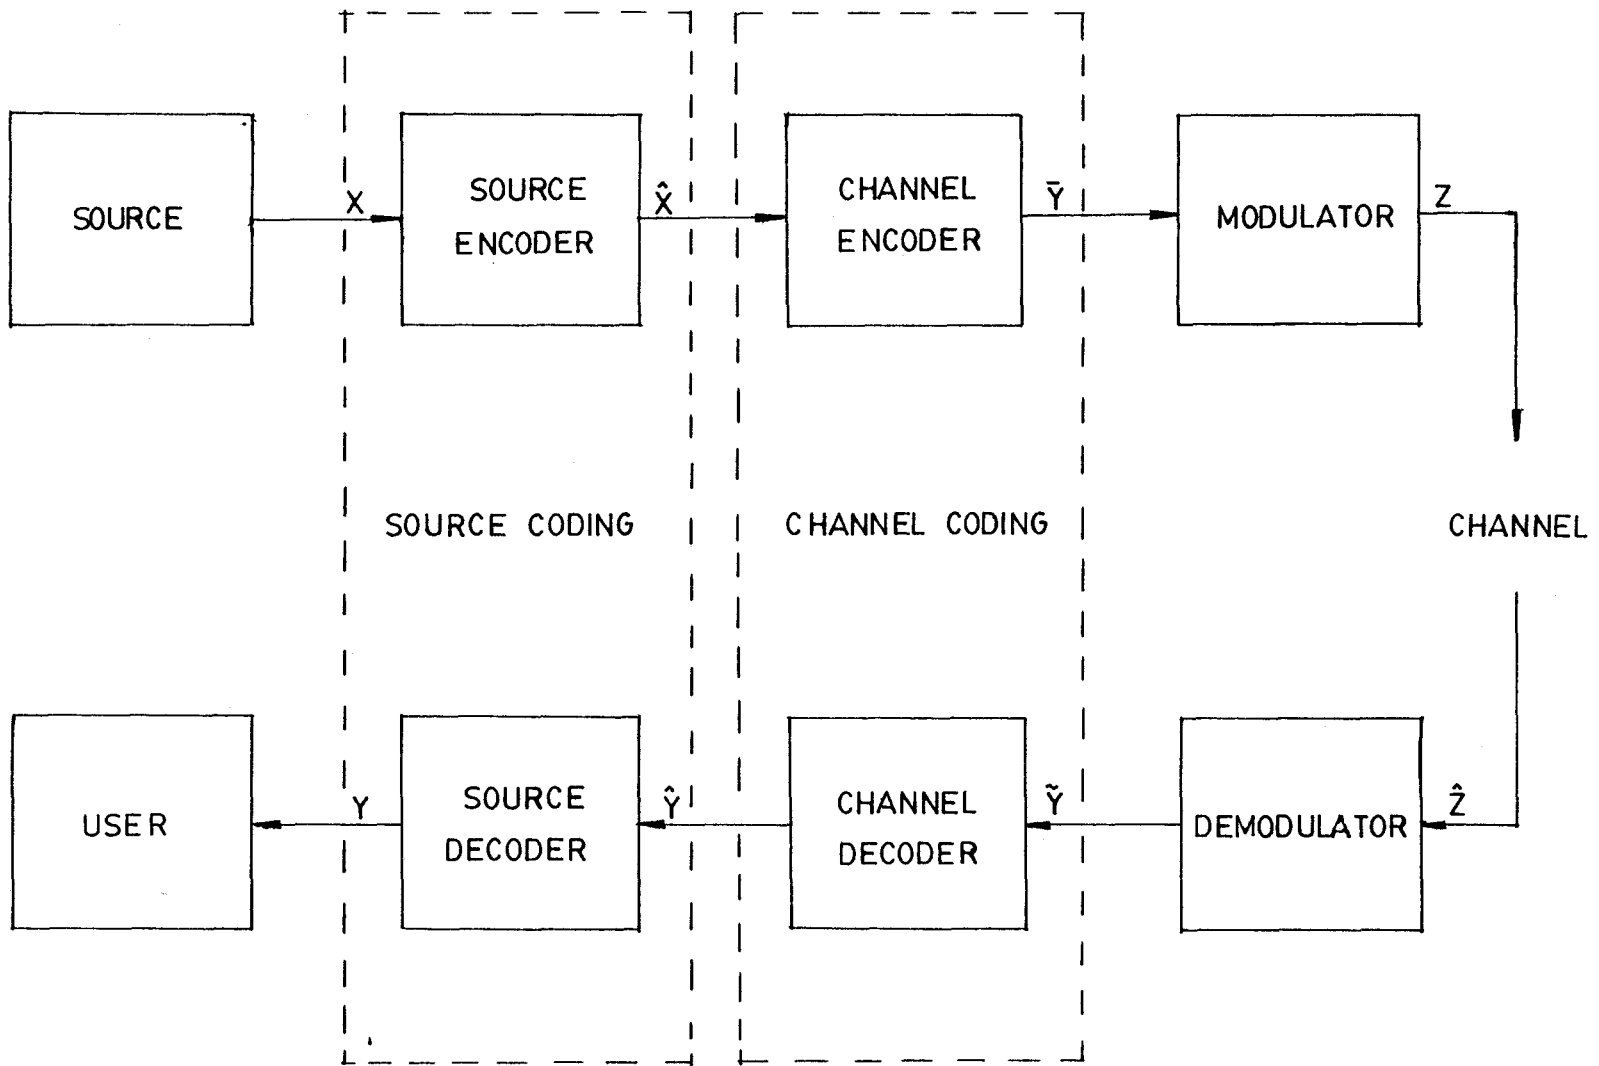 SOURCE
X
SOURCE
ENCODER
X̂
CHANNEL
ENCODER
Ȳ
MODULATOR
Z
SOURCE CODING
CHANNEL CODING
CHANNEL
USER
Y
SOURCE
DECODER
Ŷ
CHANNEL
DECODER
Ỹ
DEMODULATOR
Ẑ